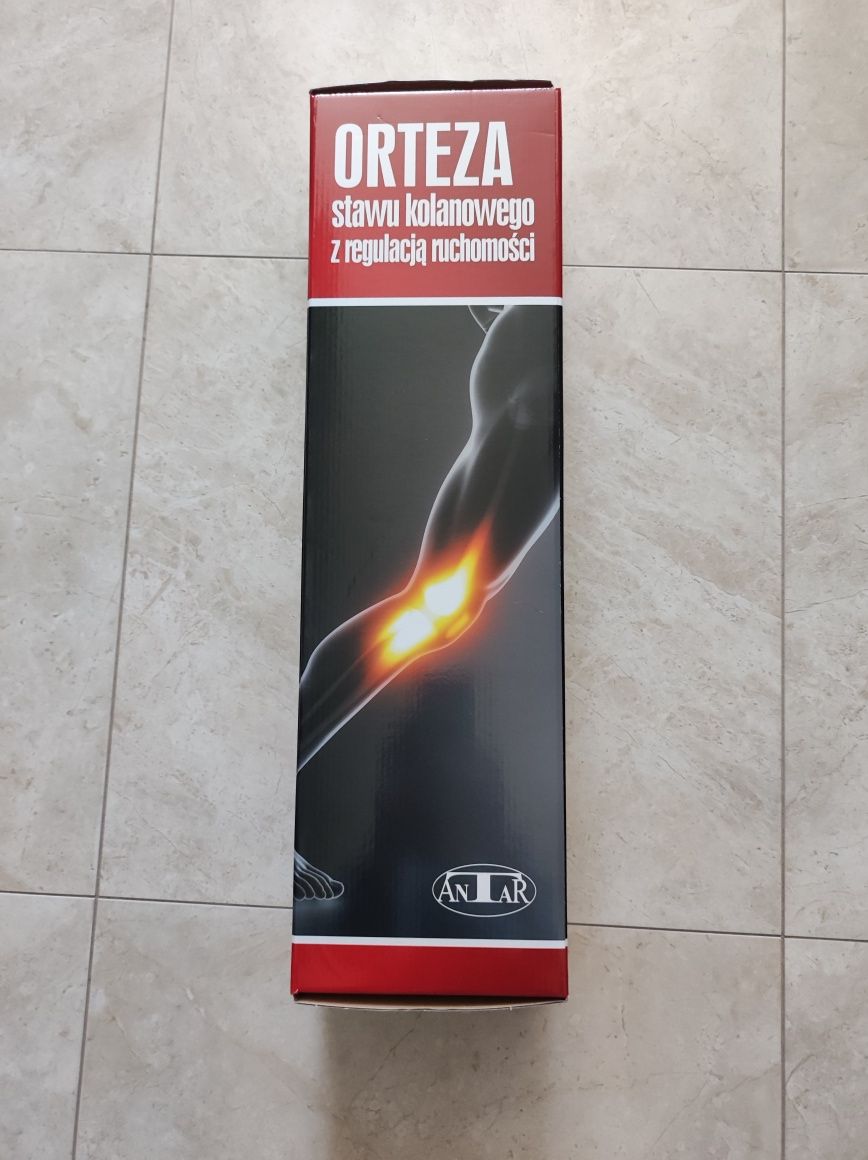 ORTEZA
stawu kolanowego
z regulacją ruchomości
ANTAR